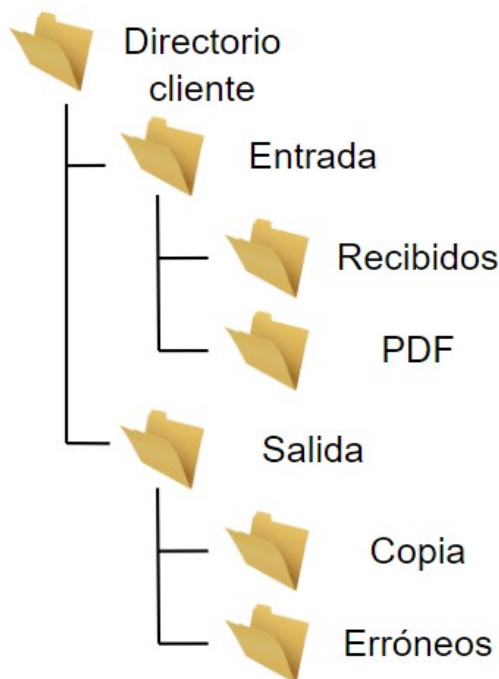 Directorio
cliente
Entrada
Recibidos
PDF
Salida
Copia
Erróneos